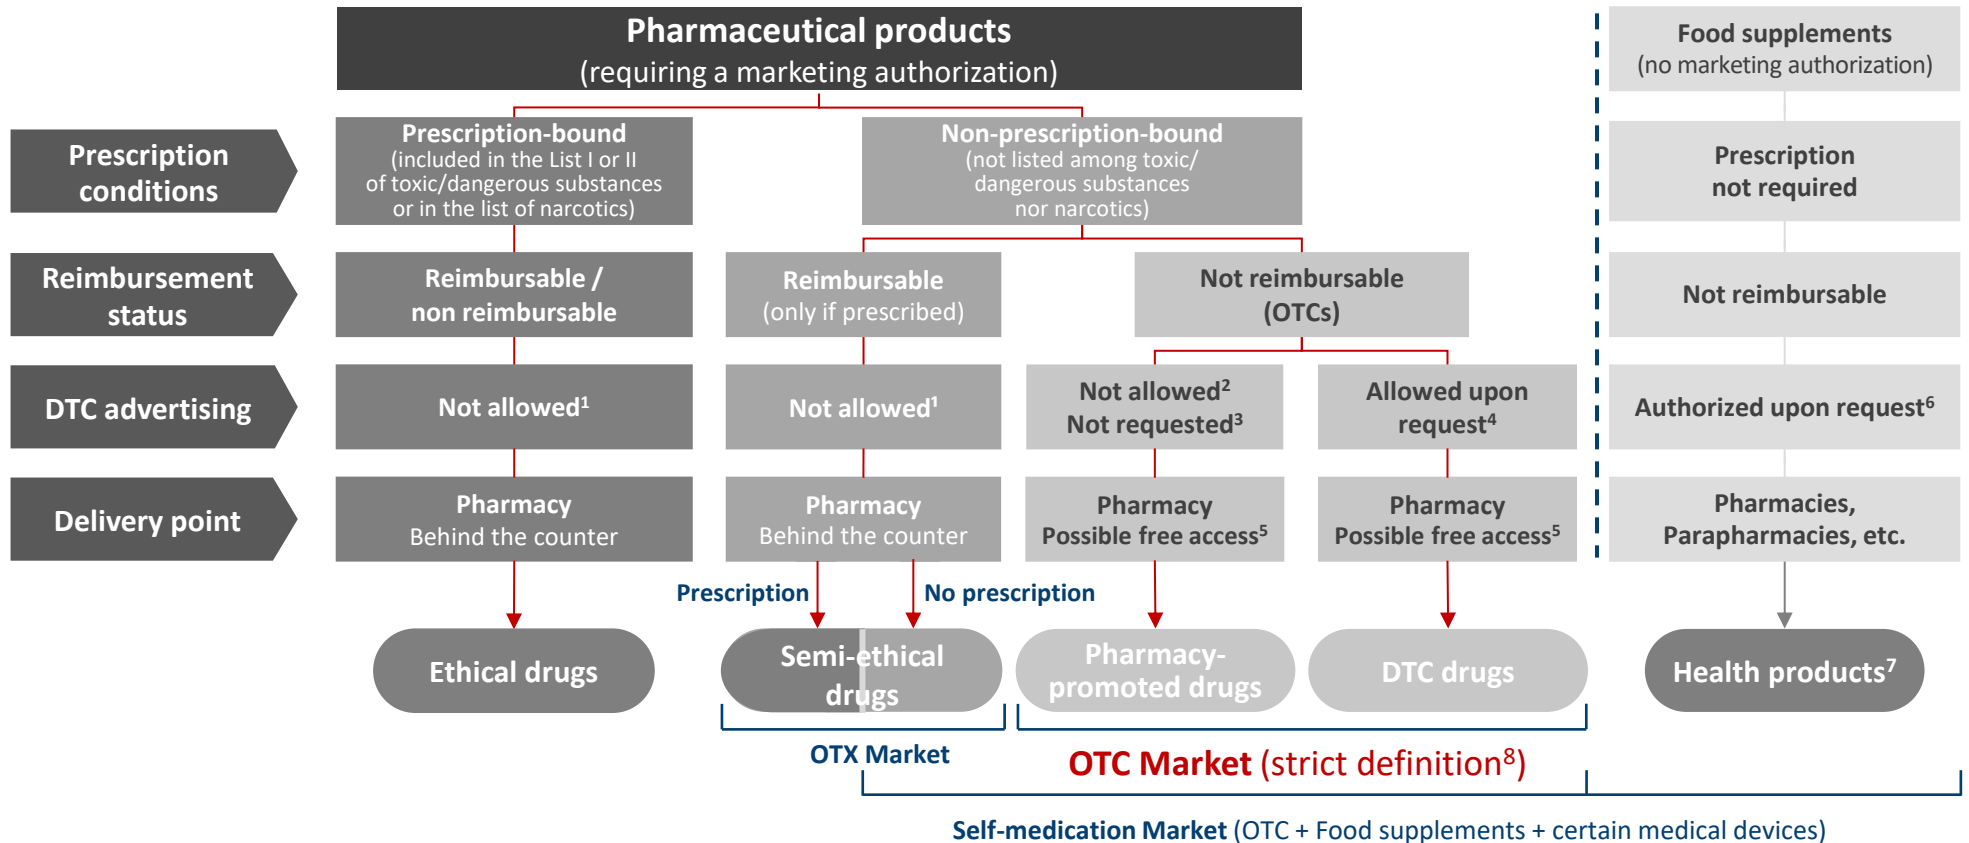 Pharmaceutical products
(requiring a marketing authorization)
Food supplements
(no marketing authorization)
Prescription
conditions
Prescription-bound
(included in the List I or II
of toxic/dangerous substances
or in the list of narcotics)
Non-prescription-bound
(not listed among toxic/
dangerous substances
nor narcotics)
Prescription
not required
Reimbursement
status
Reimbursable /
non reimbursable
Reimbursable
(only if prescribed)
Not reimbursable
(OTCs)
Not reimbursable
DTC advertising
Not allowed¹
Not allowed¹
Not allowed²
Not requested³
Allowed upon
request⁴
Authorized upon request⁶
Delivery point
Pharmacy
Behind the counter
Pharmacy
Behind the counter
Pharmacy
Possible free access⁵
Pharmacy
Possible free access⁵
Pharmacies,
Parapharmacies, etc.
Prescription
No prescription
Ethical drugs
Semi-ethical
drugs
Pharmacy-
promoted drugs
DTC drugs
Health products⁷
OTX Market
OTC Market (strict definition⁸)
Self-medication Market (OTC + Food supplements + certain medical devices)